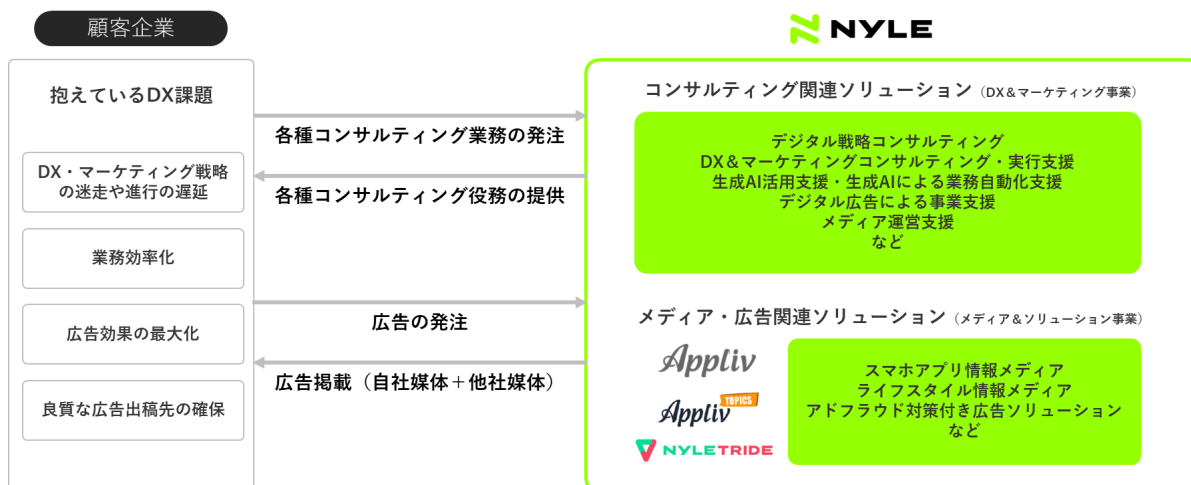 顧客企業
抱えているDX課題
DX・マーケティング戦略
の迷走や進行の遅延
業務効率化
広告効果の最大化
良質な広告出稿先の確保
各種コンサルティング業務の発注
各種コンサルティング役務の提供
広告の発注
広告掲載（自社媒体＋他社媒体）
NYLE
コンサルティング関連ソリューション（DX＆マーケティング事業）
デジタル戦略コンサルティング
DX＆マーケティングコンサルティング・実行支援
生成AI活用支援・生成AIによる業務自動化支援
デジタル広告による事業支援
メディア運営支援
など
メディア・広告関連ソリューション（メディア＆ソリューション事業）
Appliv
Appliv TOPICS
NYLETRIDE
スマホアプリ情報メディア
ライフスタイル情報メディア
アドフラウド対策付き広告ソリューション
など